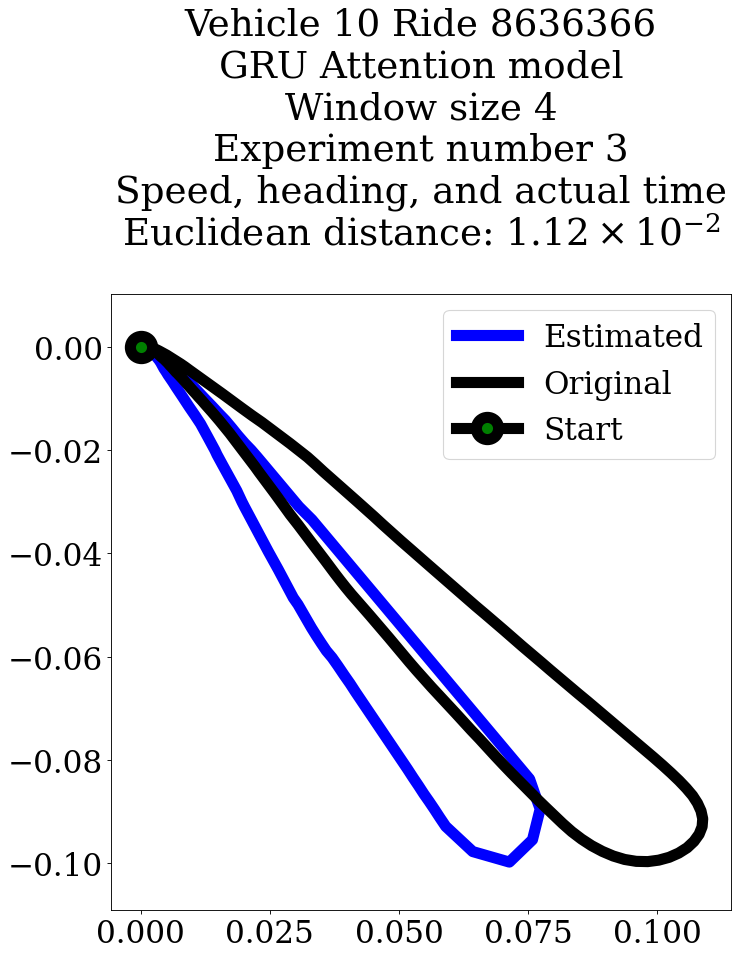 Vehicle 10 Ride 8636366
GRU Attention model
Window size 4
Experiment number 3
Speed, heading, and actual time
Euclidean distance: 1.12 × 10⁻²
Estimated
Original
Start
0.00
−0.02
−0.04
−0.06
−0.08
−0.10
0.000 0.025 0.050 0.075 0.100